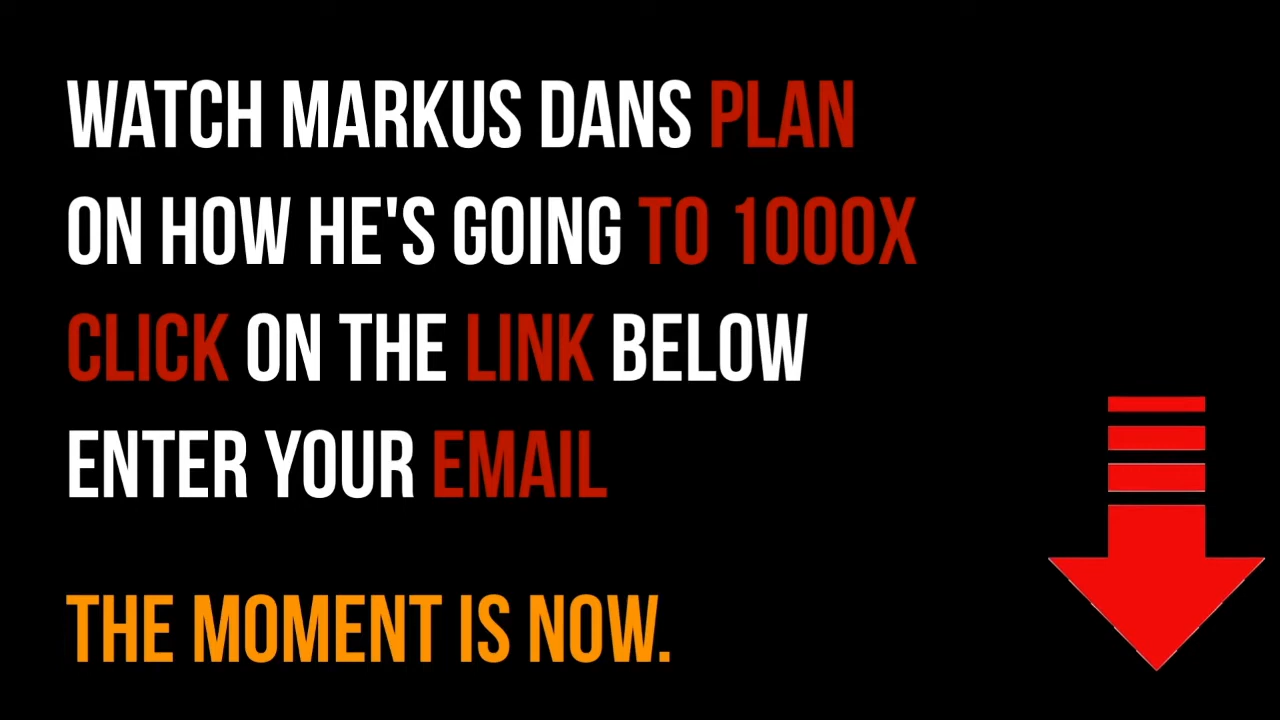 WATCH MARKUS DANS PLAN
ON HOW HE'S GOING TO 1000X
CLICK ON THE LINK BELOW
ENTER YOUR EMAIL
THE MOMENT IS NOW.